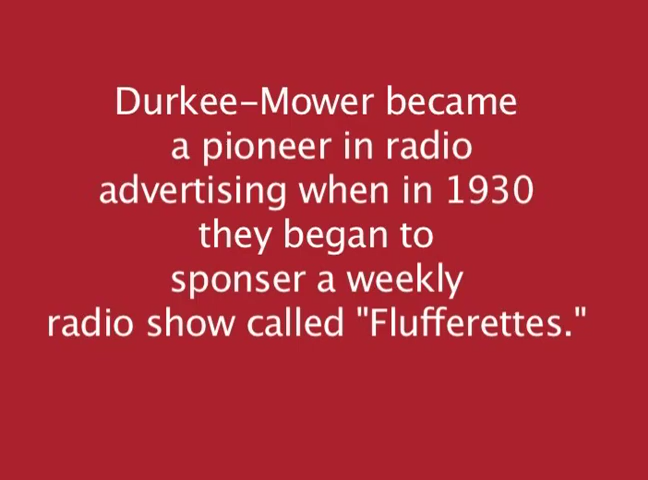 Durkee-Mower became
a pioneer in radio
advertising when in 1930
they began to
sponser a weekly
radio show called "Flufferettes."